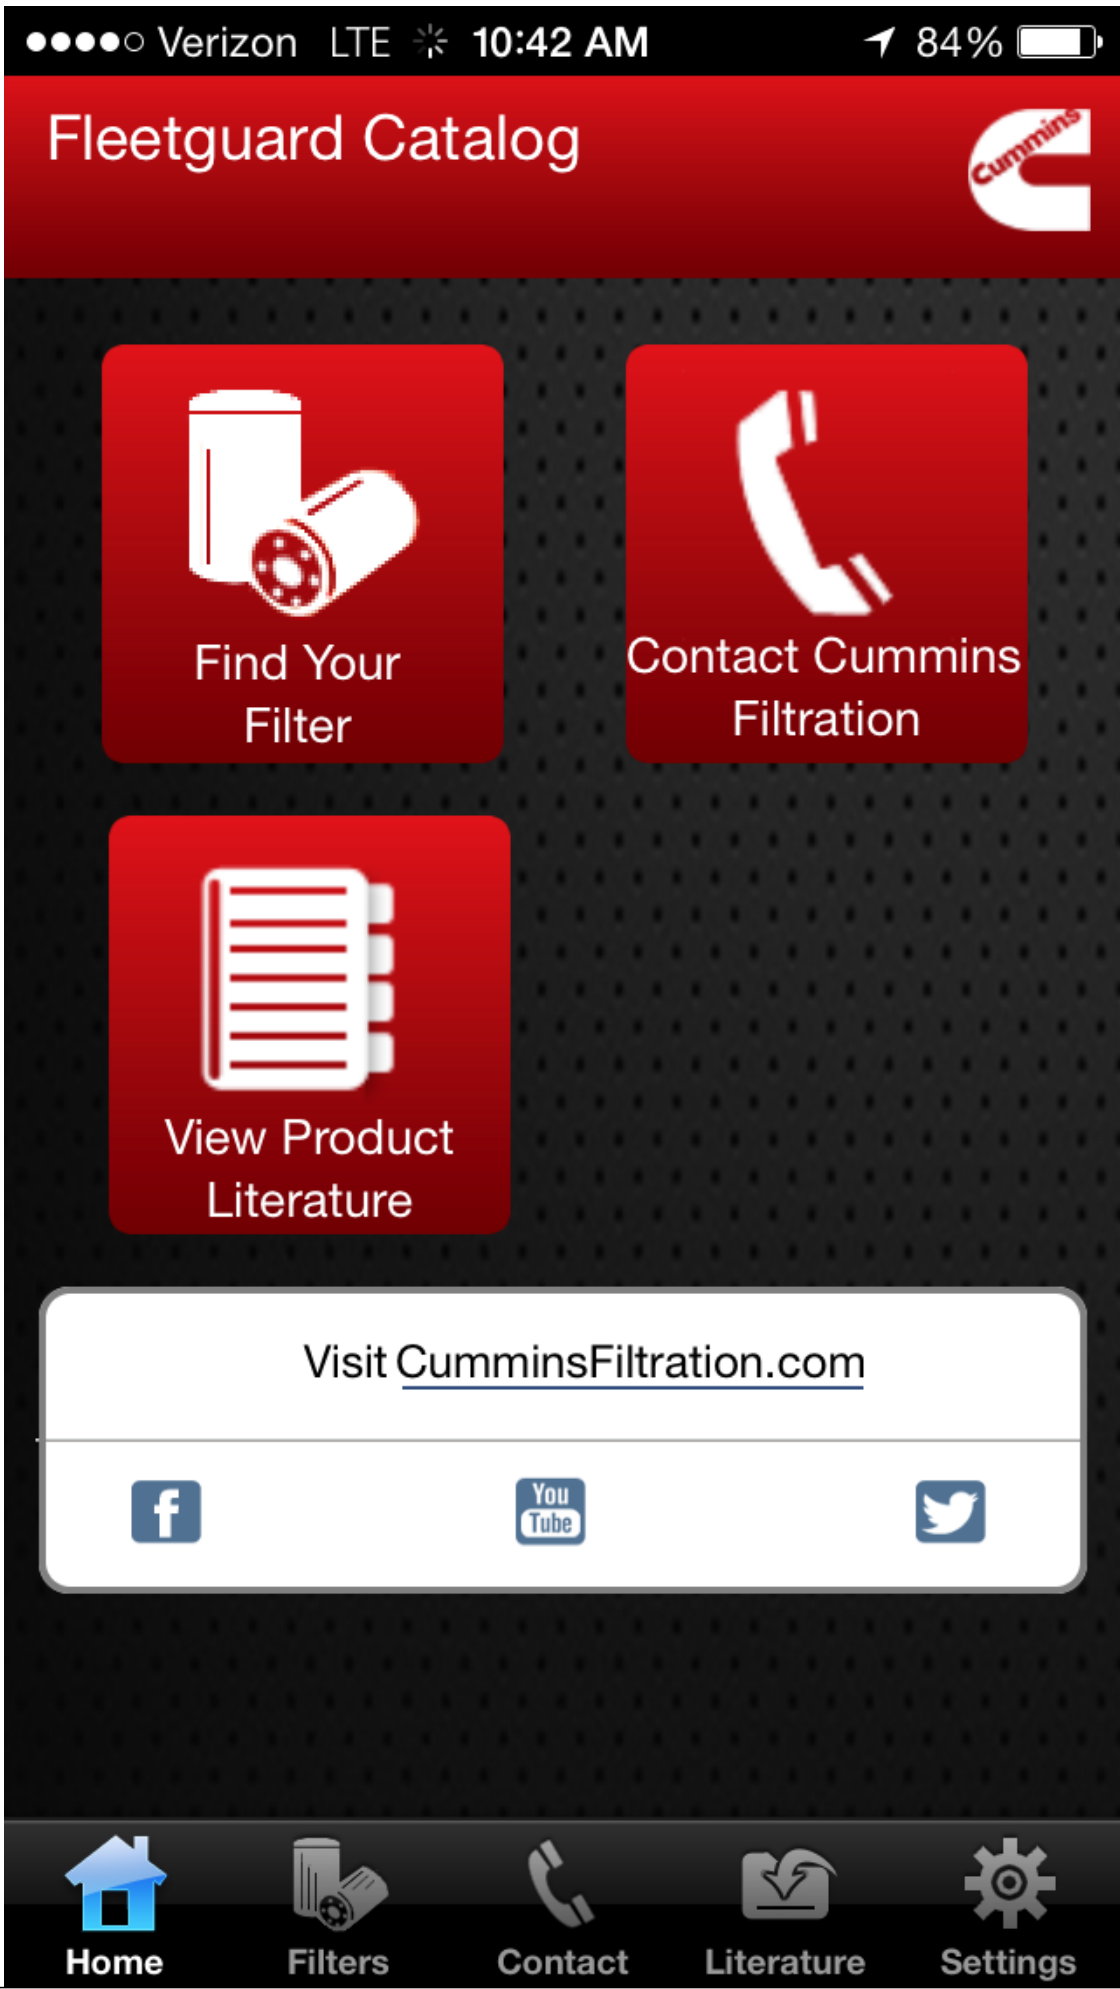 Verizon LTE 10:42 AM 84%
Fleetguard Catalog
Cummins
Find Your
Filter
Contact Cummins
Filtration
View Product
Literature
Visit CumminsFiltration.com
f
You
Tube
Home Filters Contact Literature Settings